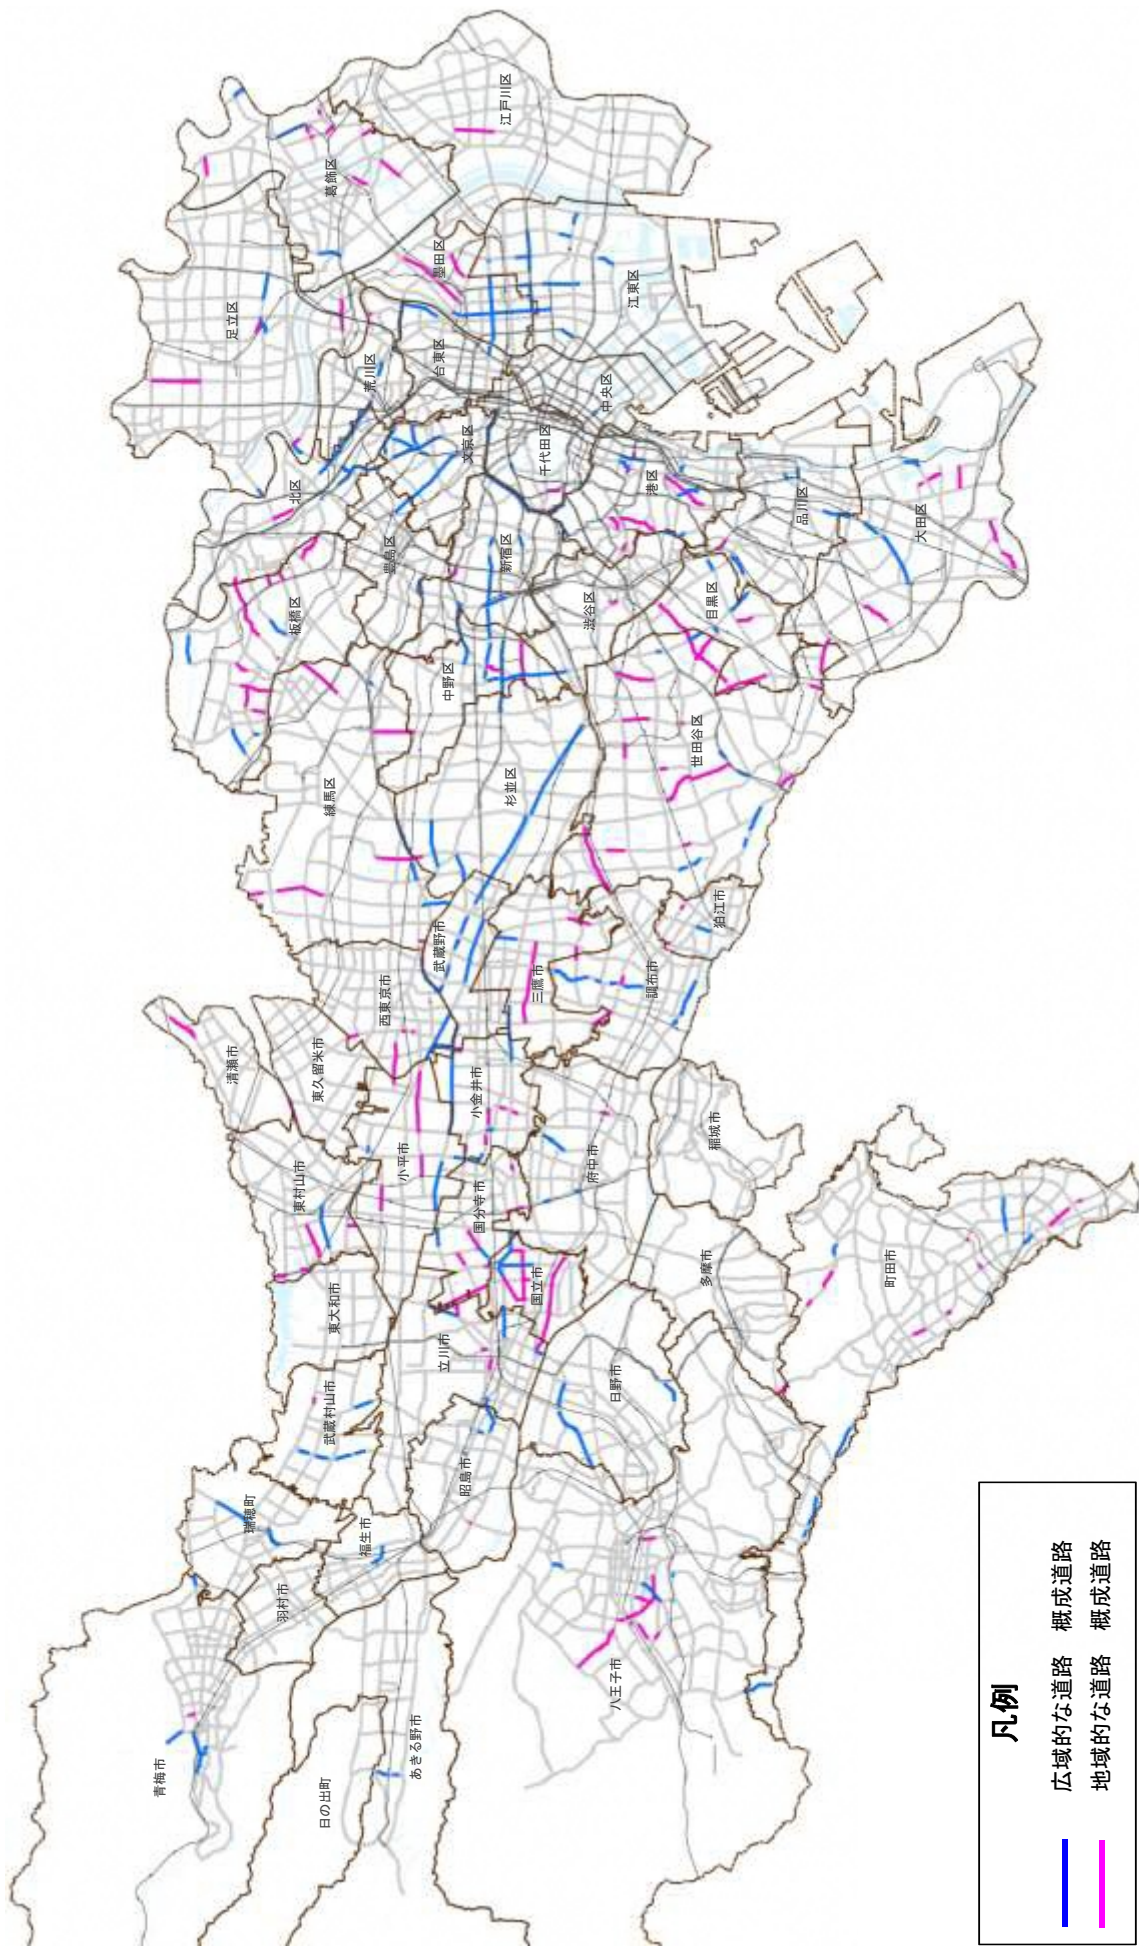 青梅市
日の出町
あきる野市
瑞穂町
羽村市
福生市
昭島市
八王子市
武蔵村山市
東大和市
立川市
日野市
東村山市
国分寺市
国立市
多摩市
町田市
清瀬市
東久留米市
小平市
小金井市
府中市
稲城市
西東京市
武蔵野市
三鷹市
調布市
狛江市
練馬区
杉並区
世田谷区
板橋区
中野区
豊島区
新宿区
渋谷区
目黒区
北区
文京区
千代田区
港区
品川区
大田区
足立区
荒川区
台東区
中央区
墨田区
江東区
葛飾区
江戸川区
凡例
広域的な道路 概成道路
地域的な道路 概成道路